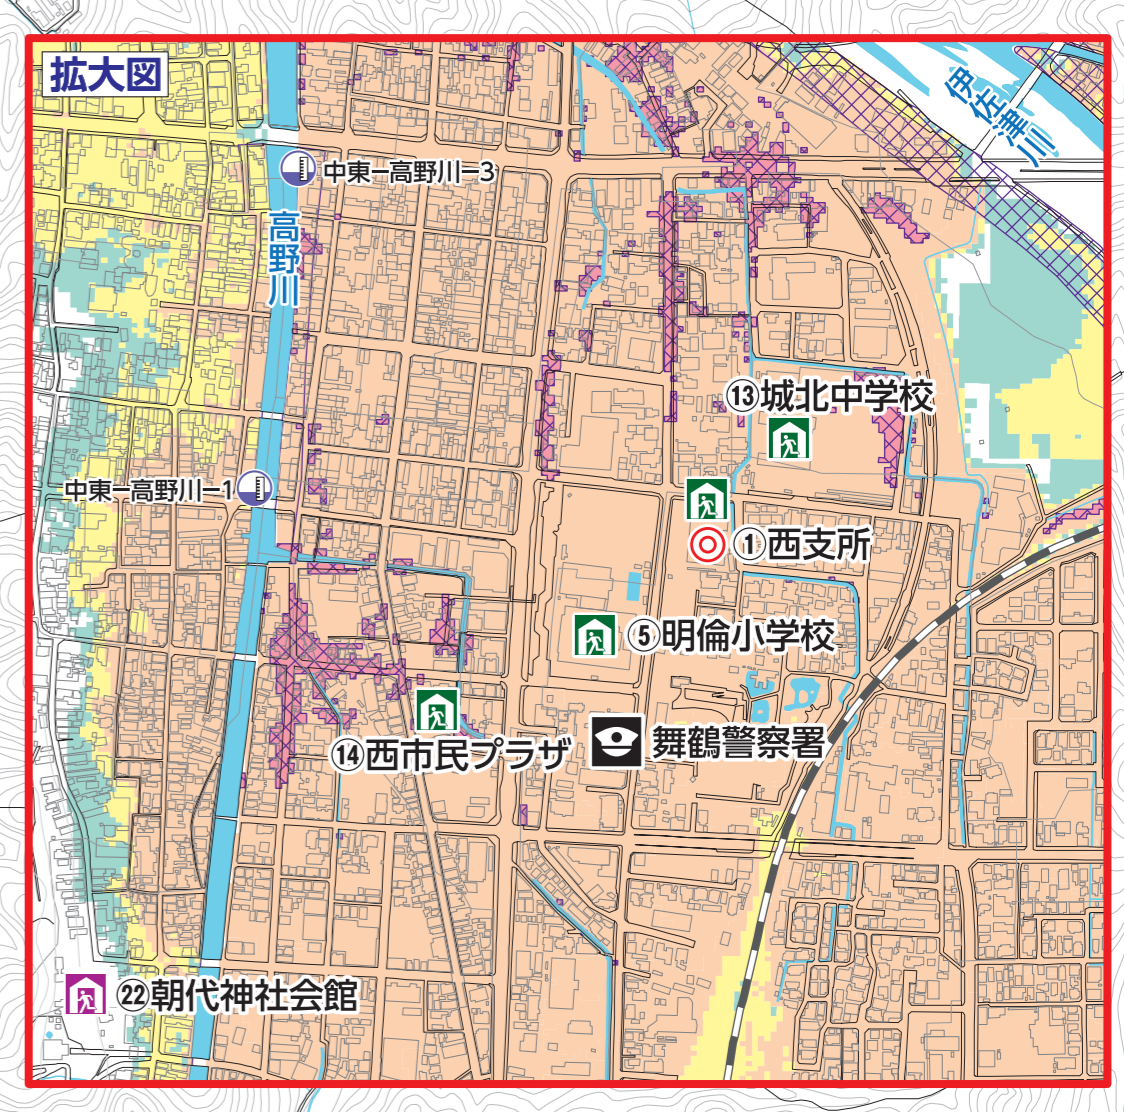 拡大図
伊佐津川
中東ー高野川ー3
高野川
⑬城北中学校
中東ー高野川ー1
①西支所
⑤明倫小学校
舞鶴警察署
⑭西市民プラザ
㉒朝代神社会館